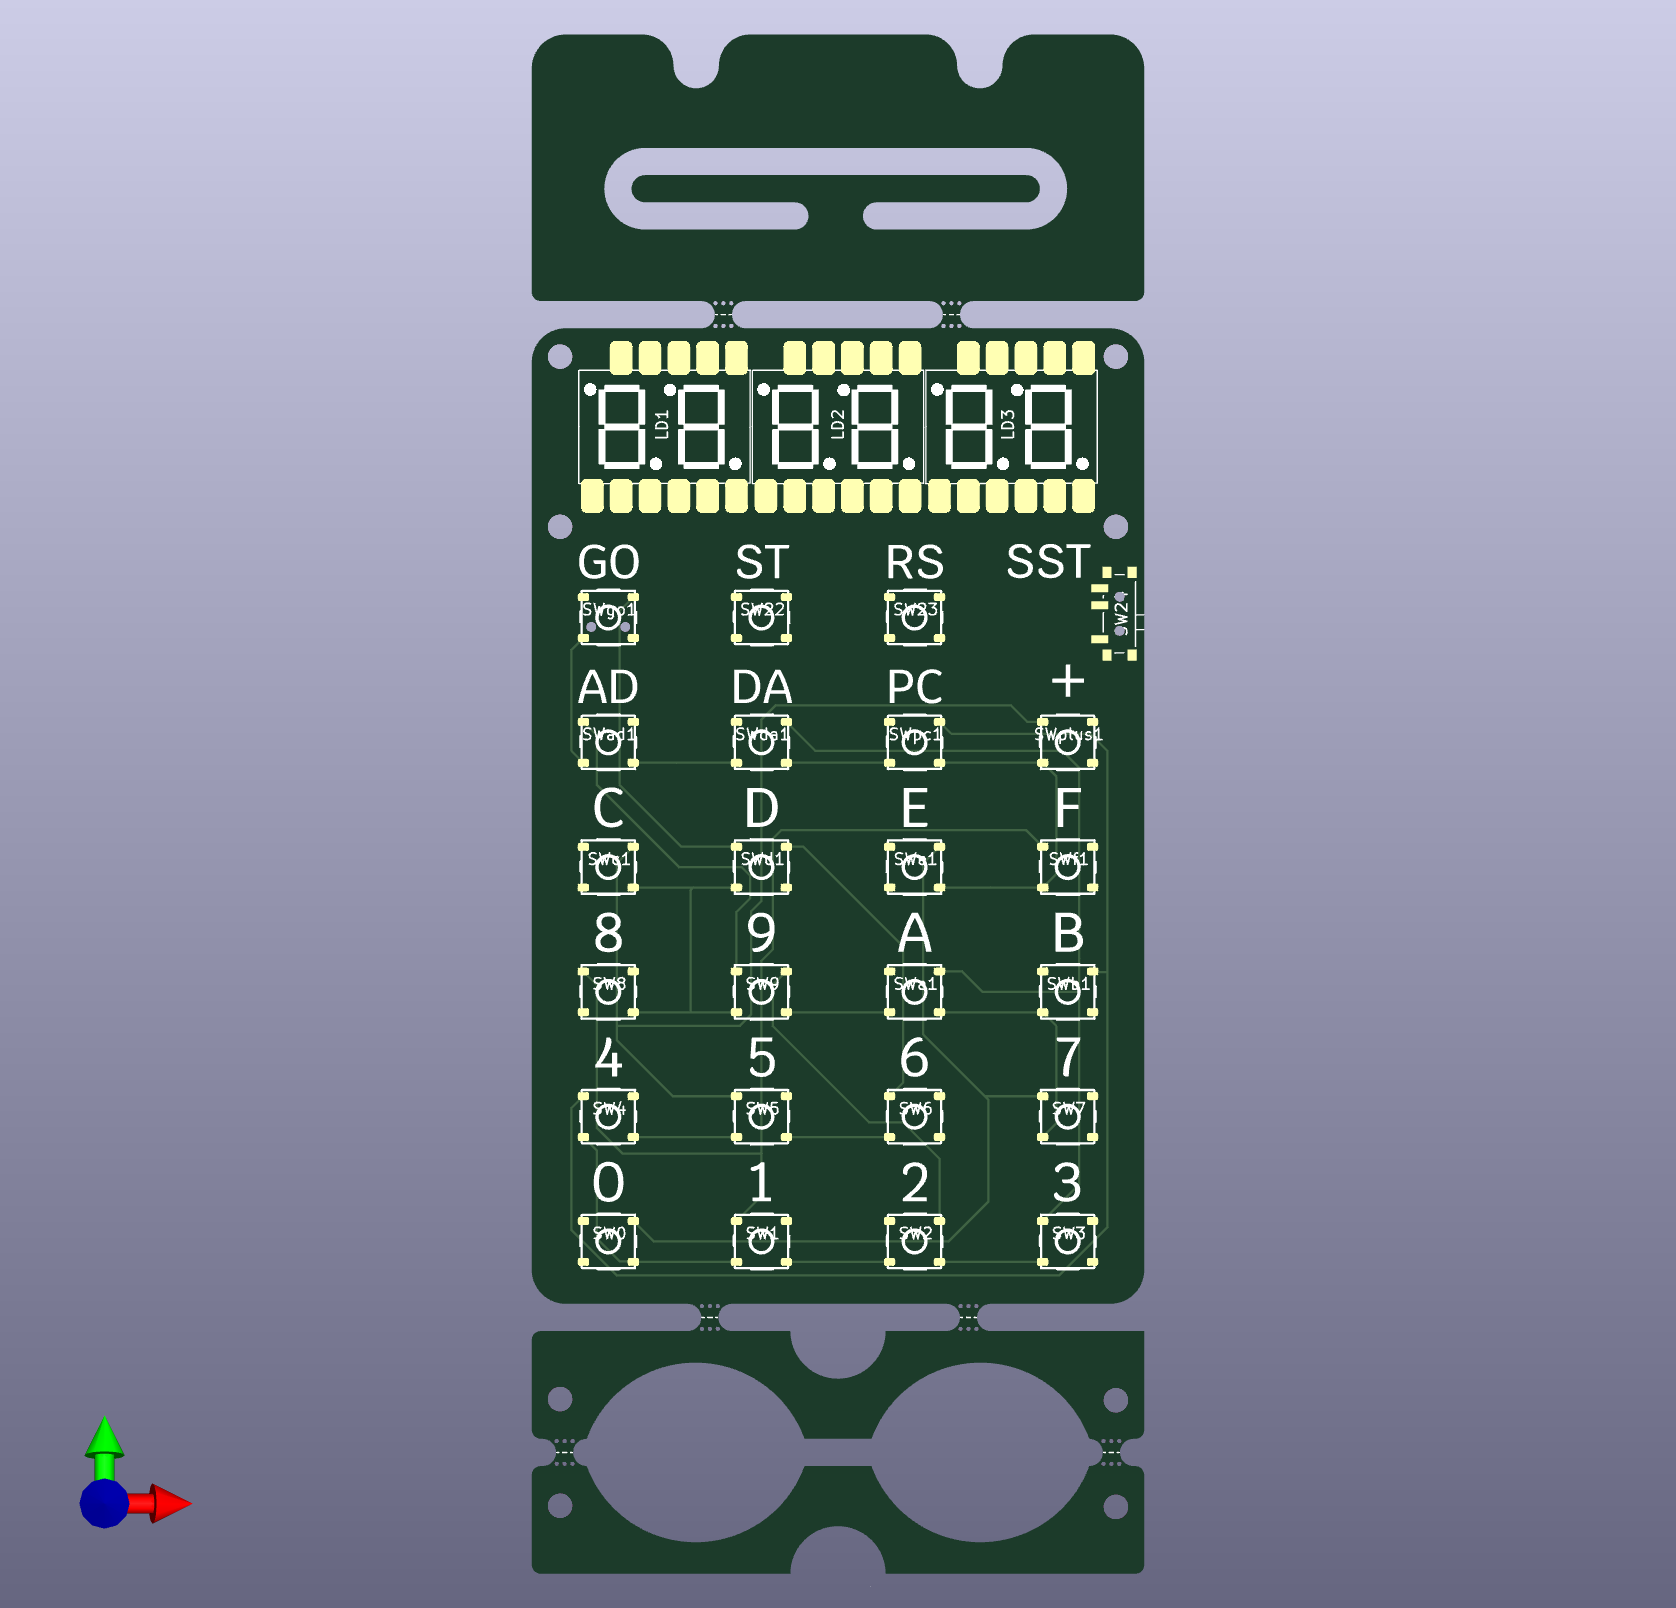 LD1 LD2 LD3
GO ST RS SST
SWgo1 SW22 SW23 SW24
AD DA PC +
SWad1 SWda1 SWpc1 SWplus1
C D E F
SWc1 SWd1 SWe1 SWf1
8 9 A B
SW8 SW9 SWa1 SWb1
4 5 6 7
SW4 SW5 SW6 SW7
0 1 2 3
SW0 SW1 SW2 SW3